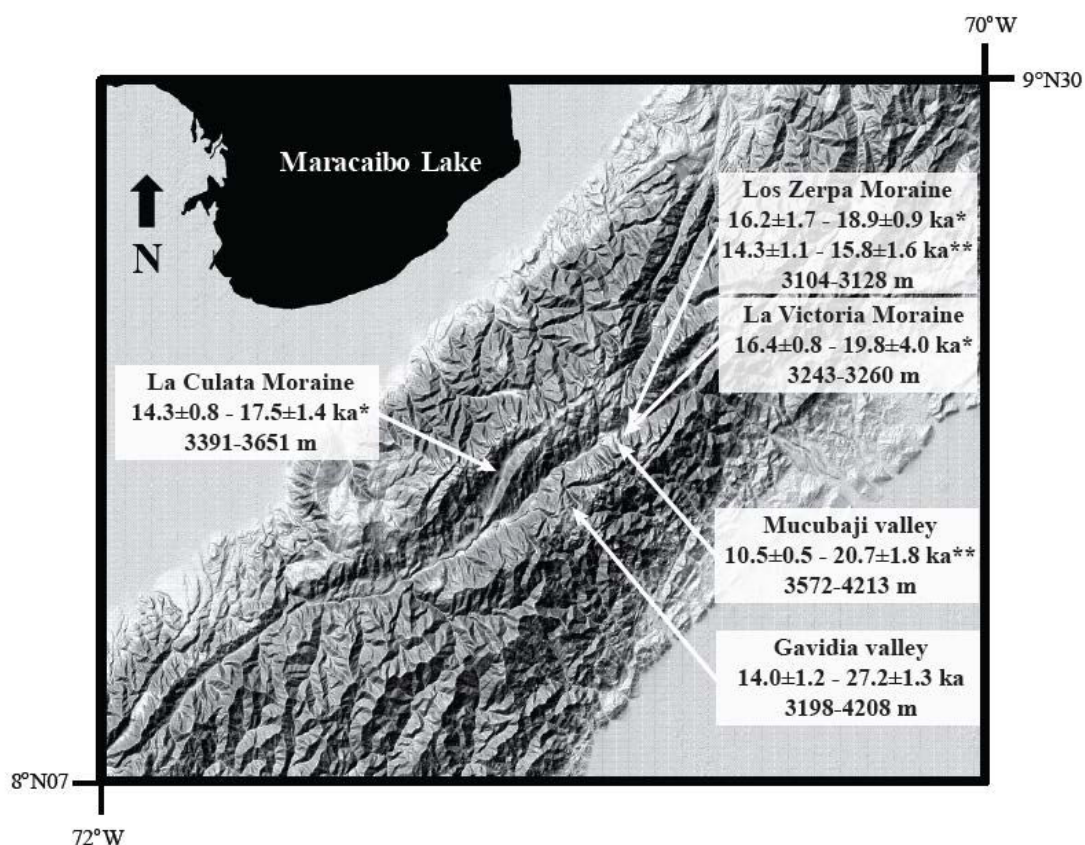 70°W
9°N30
Maracaibo Lake
N
Los Zerpa Moraine
16.2±1.7 - 18.9±0.9 ka*
14.3±1.1 - 15.8±1.6 ka**
3104-3128 m
La Victoria Moraine
16.4±0.8 - 19.8±4.0 ka*
3243-3260 m
La Culata Moraine
14.3±0.8 - 17.5±1.4 ka*
3391-3651 m
Mucubaji valley
10.5±0.5 - 20.7±1.8 ka**
3572-4213 m
Gavidia valley
14.0±1.2 - 27.2±1.3 ka
3198-4208 m
8°N07
72°W